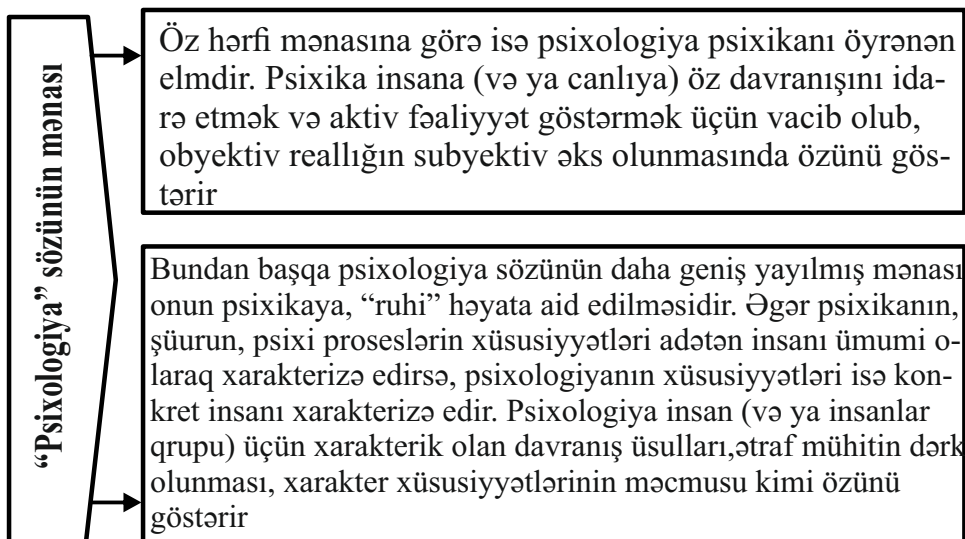 “Psixologiya” sözünün mənası
Öz hərfi mənasına görə isə psixologiya psixikanı öyrənən
elmdir. Psixika insana (və ya canlıya) öz davranışını ida-
rə etmək və aktiv fəaliyyət göstərmək üçün vacib olub,
obyektiv reallığın subyektiv əks olunmasında özünü gös-
tərir
Bundan başqa psixologiya sözünün daha geniş yayılmış mənası
onun psixikaya, “ruhi” həyata aid edilməsidir. Əgər psixikanın,
şüurun, psixi proseslərin xüsusiyyətləri adətən insanı ümumi o-
laraq xarakterizə edirsə, psixologiyanın xüsusiyyətləri isə kon-
kret insanı xarakterizə edir. Psixologiya insan (və ya insanlar
qrupu) üçün xarakterik olan davranış üsulları,ətraf mühitin dərk
olunması, xarakter xüsusiyyətlərinin məcmusu kimi özünü
göstərir